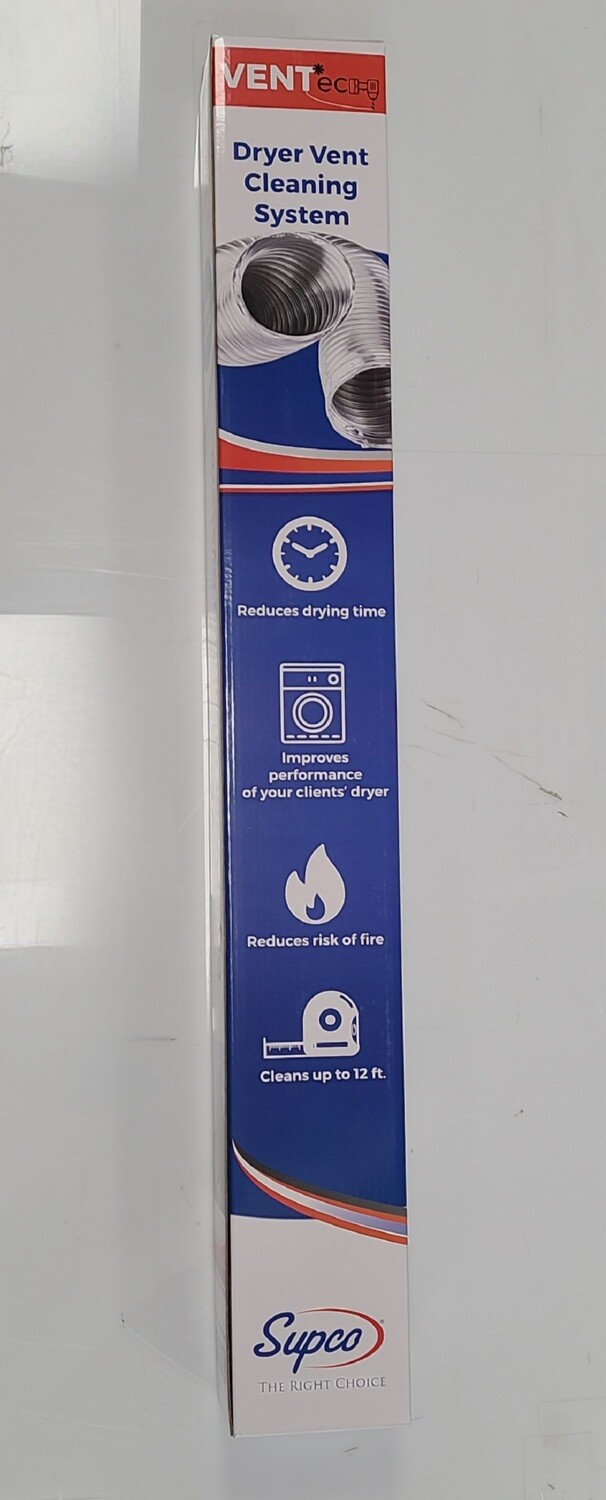 VENTech
Dryer Vent
Cleaning
System
Reduces drying time
Improves
performance
of your clients' dryer
Reduces risk of fire
Cleans up to 12 ft.
Supco®
THE RIGHT CHOICE